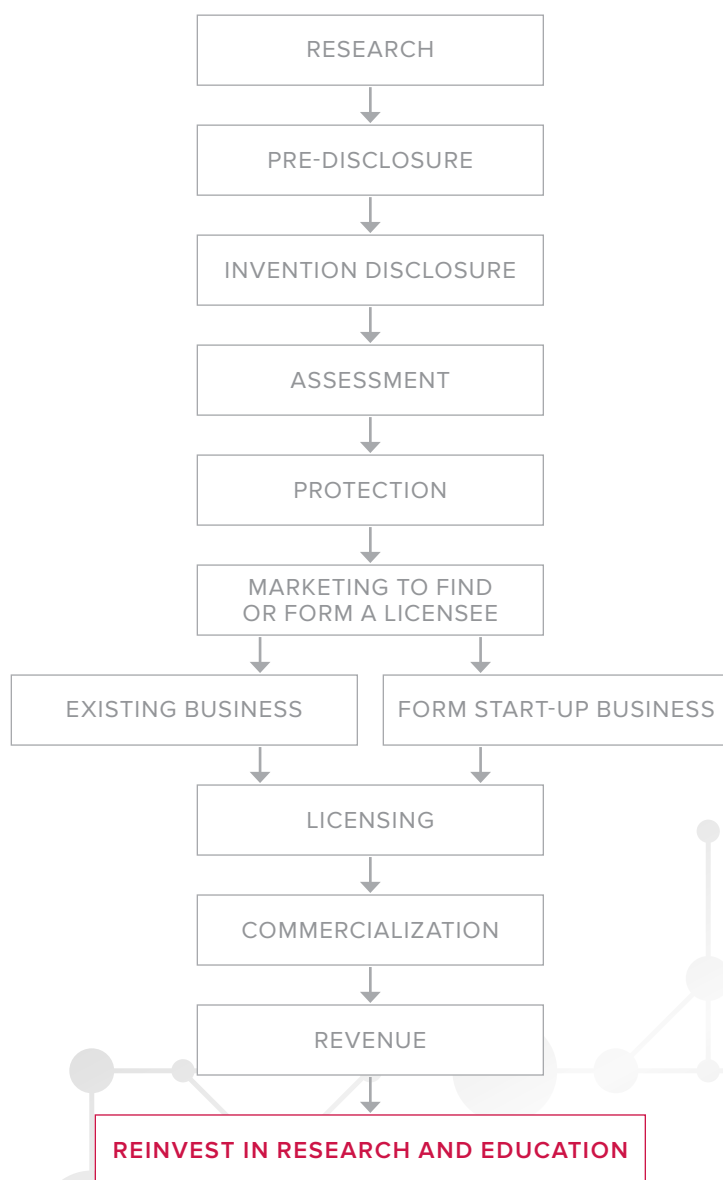 RESEARCH
PRE-DISCLOSURE
INVENTION DISCLOSURE
ASSESSMENT
PROTECTION
MARKETING TO FIND
OR FORM A LICENSEE
EXISTING BUSINESS
FORM START-UP BUSINESS
LICENSING
COMMERCIALIZATION
REVENUE
REINVEST IN RESEARCH AND EDUCATION